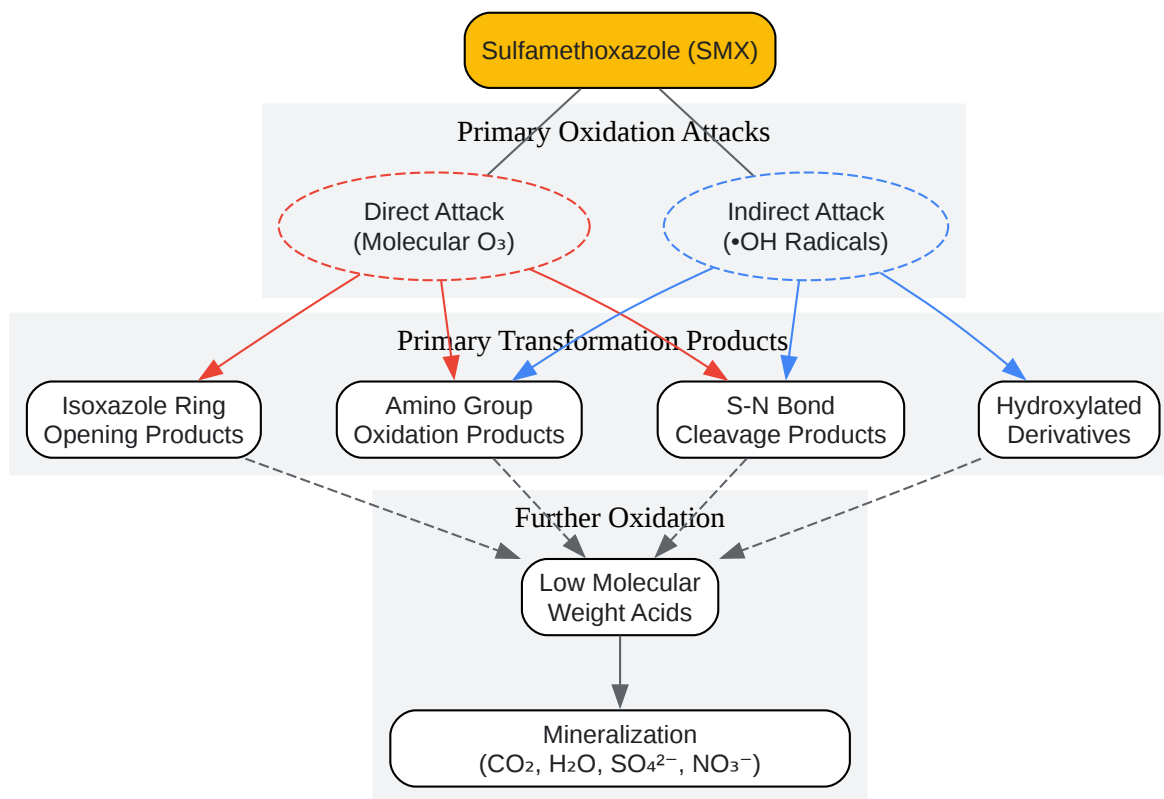 Sulfamethoxazole (SMX)
Primary Oxidation Attacks
Direct Attack
(Molecular O₃)
Indirect Attack
(•OH Radicals)
Primary Transformation Products
Isoxazole Ring
Opening Products
Amino Group
Oxidation Products
S-N Bond
Cleavage Products
Hydroxylated
Derivatives
Further Oxidation
Low Molecular
Weight Acids
Mineralization
(CO₂, H₂O, SO₄²⁻, NO₃⁻)